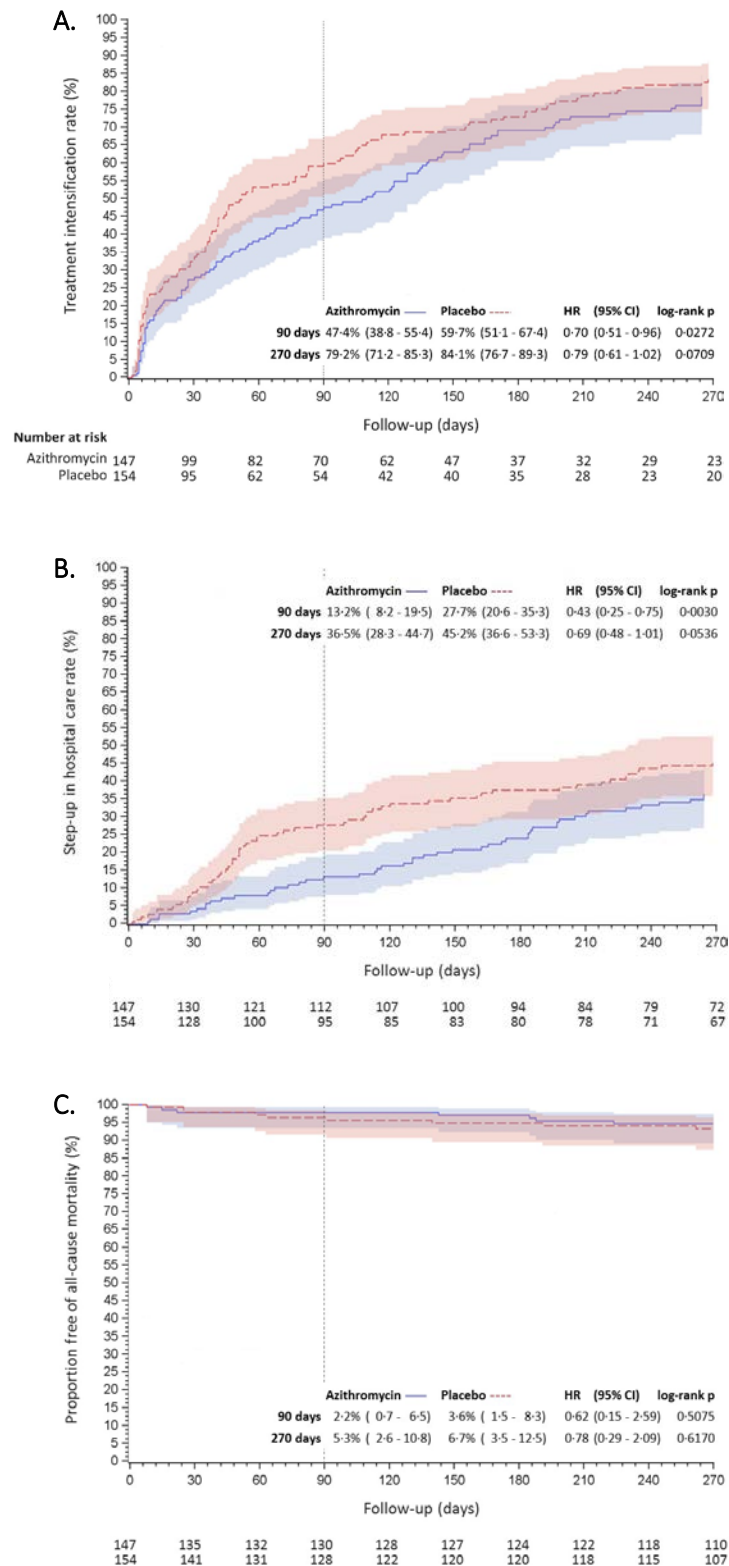 A.
Treatment intensification rate (%)
100
95
90
85
80
75
70
65
60
55
50
45
40
35
30
25
20
15
10
5
0
Azithromycin Placebo HR (95% CI) log-rank p
90 days 47·4% (38·8 - 55·4) 59·7% (51·1 - 67·4) 0·70 (0·51 - 0·96) 0·0272
270 days 79·2% (71·2 - 85·3) 84·1% (76·7 - 89·3) 0·79 (0·61 - 1·02) 0·0709
0 30 60 90 120 150 180 210 240 270
Follow-up (days)
Number at risk
Azithromycin 147 99 82 70 62 47 37 32 29 23
Placebo 154 95 62 54 42 40 35 28 23 20
B.
Step-up in hospital care rate (%)
100
95
90
85
80
75
70
65
60
55
50
45
40
35
30
25
20
15
10
5
0
Azithromycin Placebo HR (95% CI) log-rank p
90 days 13·2% ( 8·2 - 19·5) 27·7% (20·6 - 35·3) 0·43 (0·25 - 0·75) 0·0030
270 days 36·5% (28·3 - 44·7) 45·2% (36·6 - 53·3) 0·69 (0·48 - 1·01) 0·0536
0 30 60 90 120 150 180 210 240 270
Follow-up (days)
147 130 121 112 107 100 94 84 79 72
154 128 100 95 85 83 80 78 71 67
C.
Proportion free of all-cause mortality (%)
100
95
90
85
80
75
70
65
60
55
50
45
40
35
30
25
20
15
10
5
0
Azithromycin Placebo HR (95% CI) log-rank p
90 days 2·2% ( 0·7 - 6·5) 3·6% ( 1·5 - 8·3) 0·62 (0·15 - 2·59) 0·5075
270 days 5·3% ( 2·6 - 10·8) 6·7% ( 3·5 - 12·5) 0·78 (0·29 - 2·09) 0·6170
0 30 60 90 120 150 180 210 240 270
Follow-up (days)
147 135 132 130 128 127 124 122 118 110
154 141 131 128 122 120 120 118 115 107